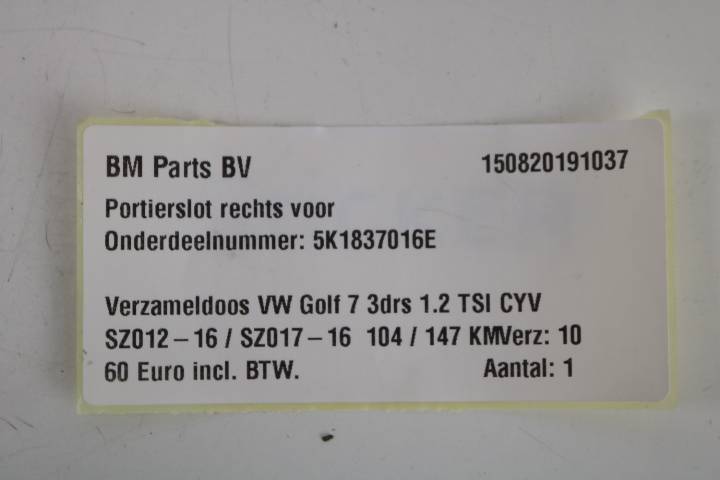 BM Parts BV 150820191037
Portierslot rechts voor
Onderdeelnummer: 5K1837016E
Verzameldoos VW Golf 7 3drs 1.2 TSI CYV
SZ012-16 / SZ017-16 104 / 147 KMVerz: 10
60 Euro incl. BTW. Aantal: 1